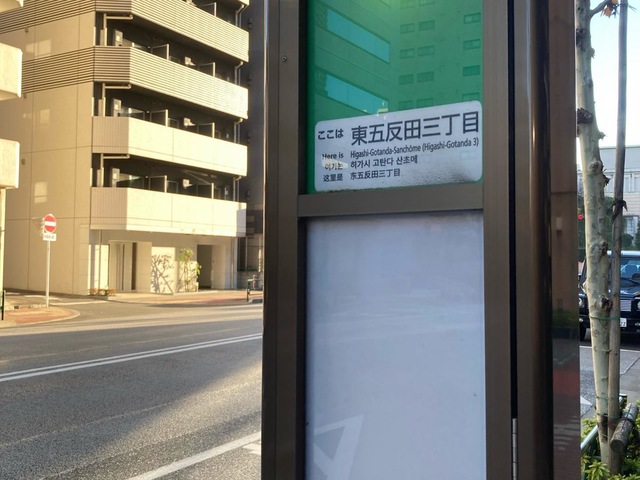 ここは 東五反田三丁目
Here is Higashi-Gotanda-Sanchōme (Higashi-Gotanda 3)
여기는 히가시 고탄다 산초메
这里是 东五反田三丁目